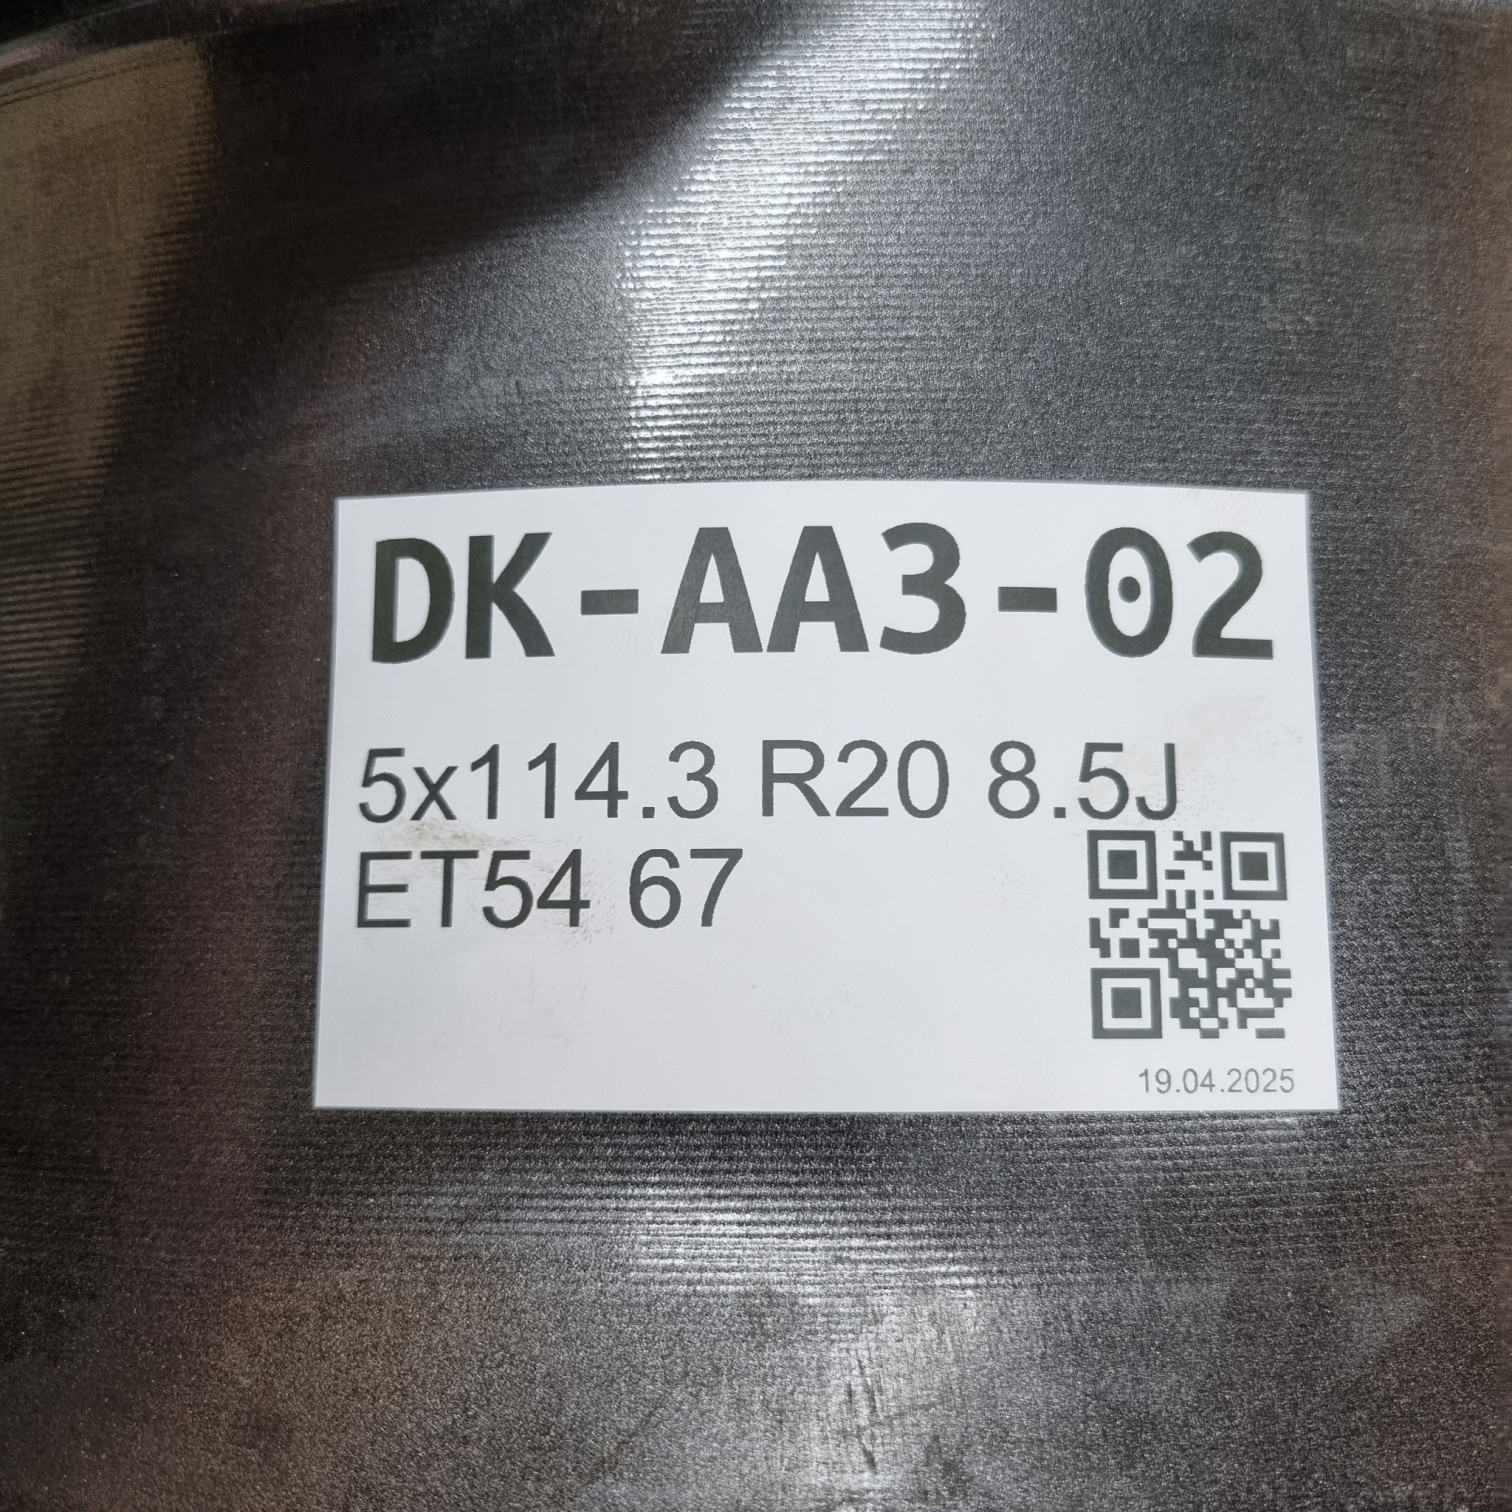 DK-AA3-02
5x114.3 R20 8.5J
ET54 67
19.04.2025